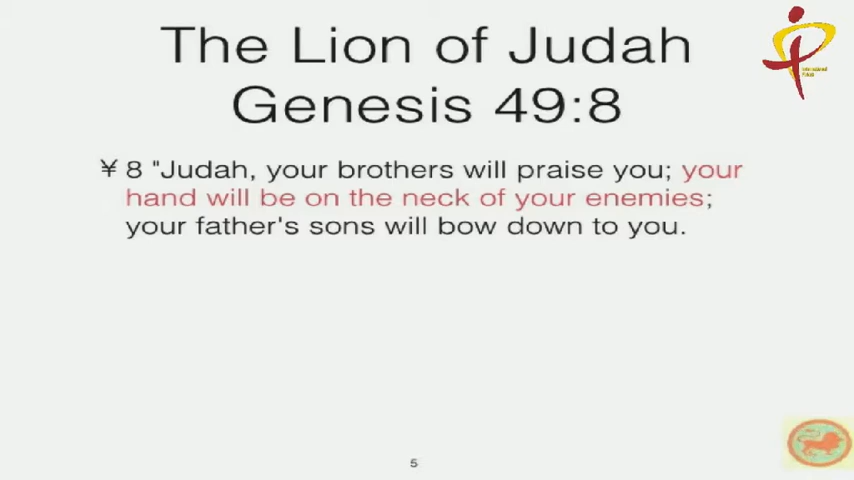 The Lion of Judah
Genesis 49:8
¥ 8 "Judah, your brothers will praise you; your
hand will be on the neck of your enemies;
your father's sons will bow down to you.
5